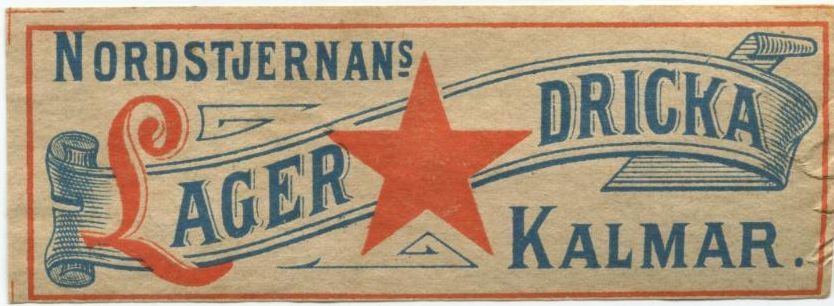 NORDSTJERNANS
LAGER DRICKA
KALMAR.